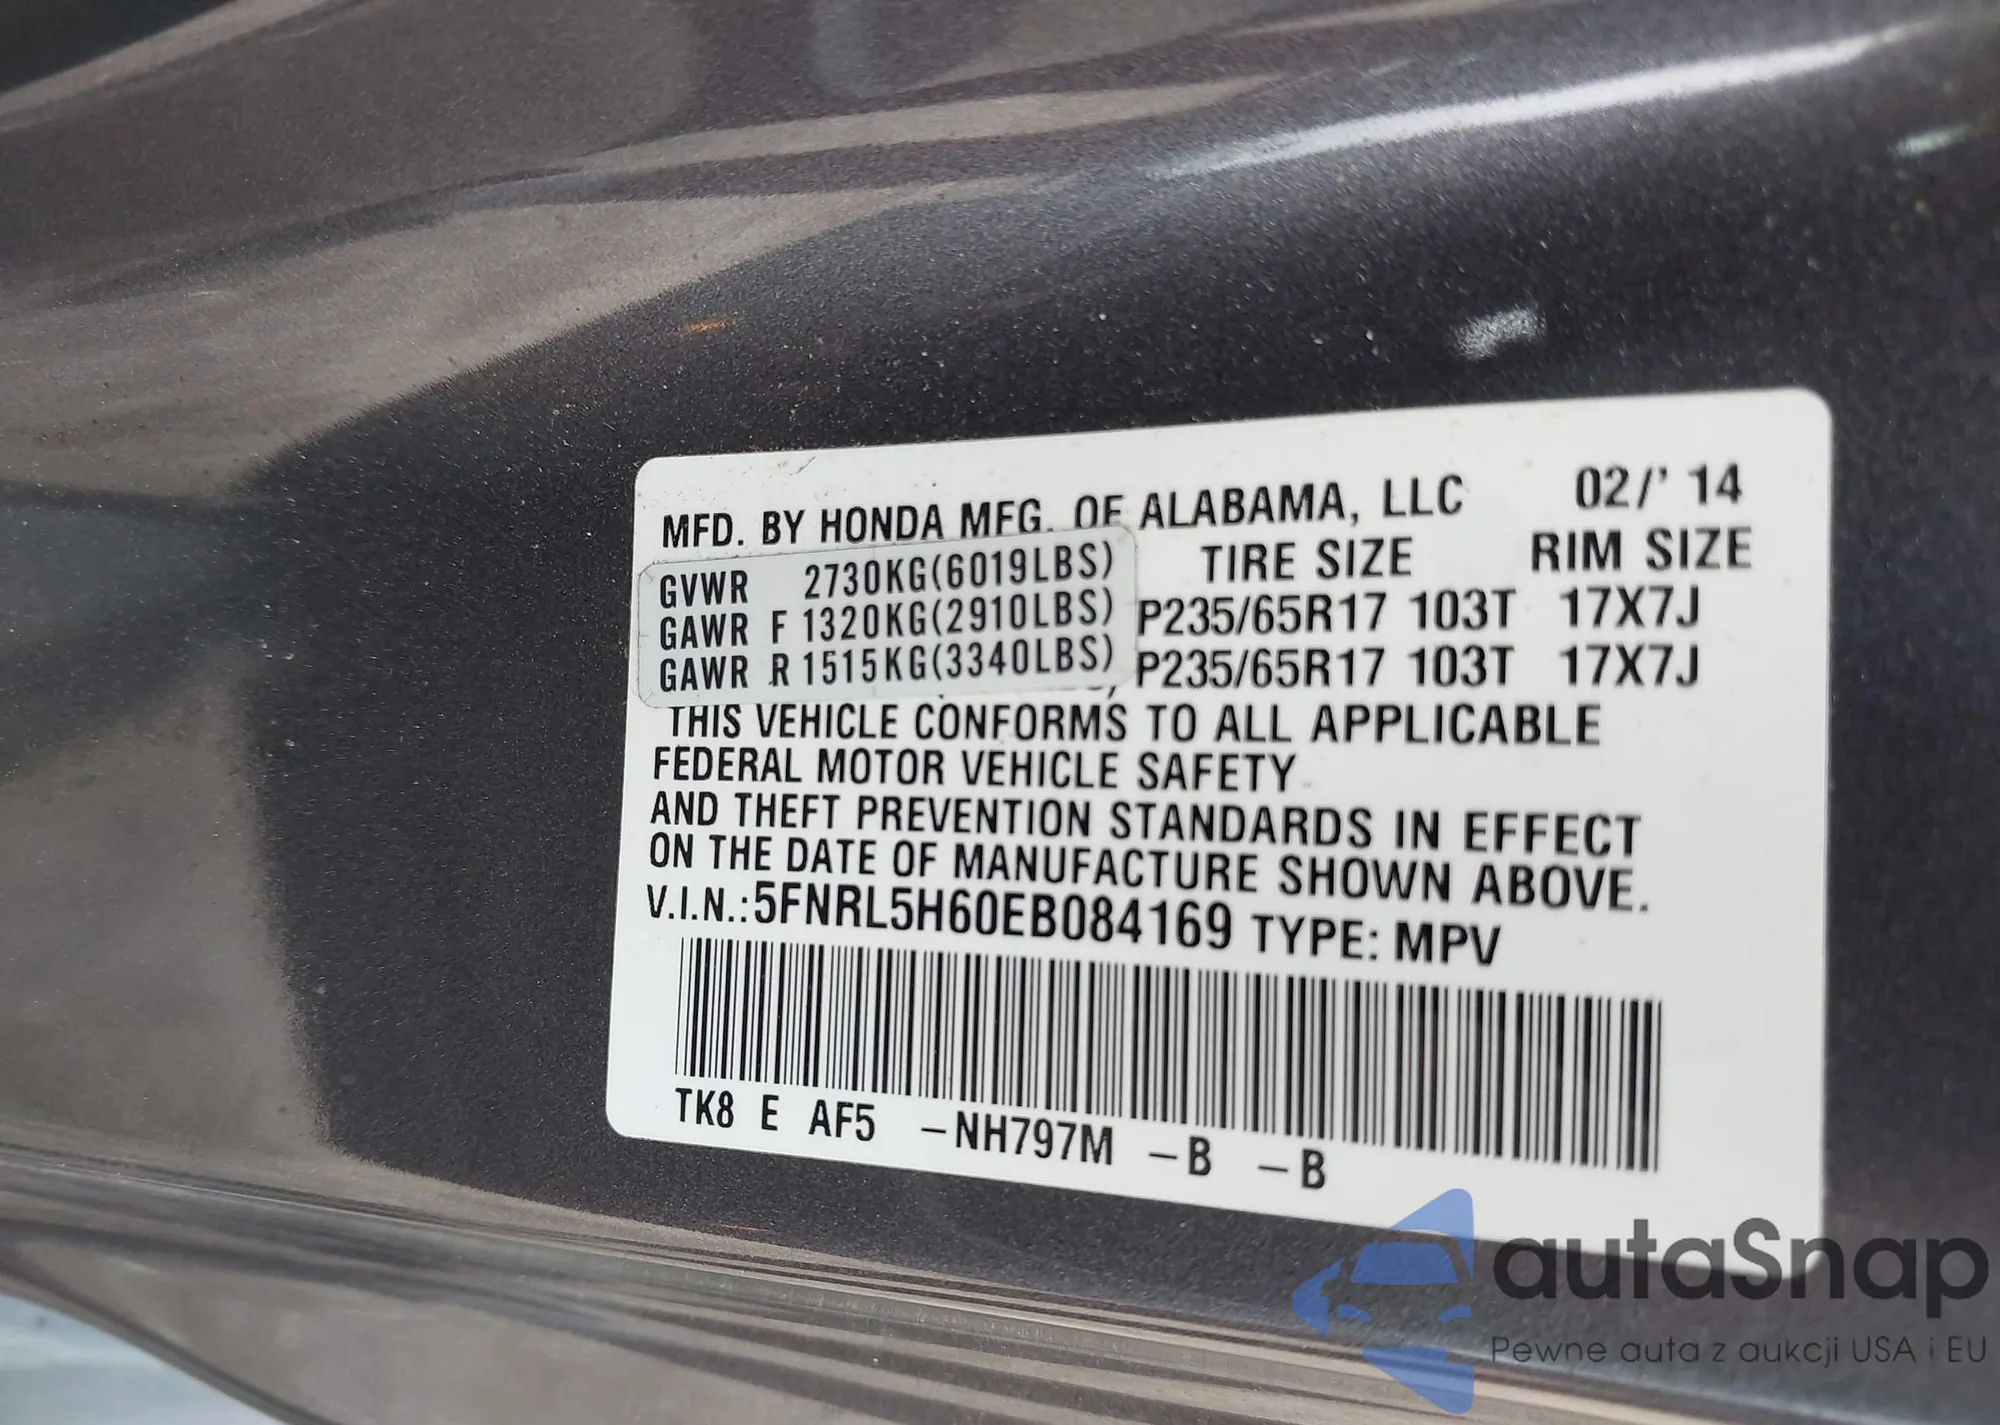 MFD. BY HONDA MFG. OF ALABAMA, LLC 02/' 14
TIRE SIZE RIM SIZE
GVWR 2730KG(6019LBS)
GAWR F 1320KG(2910LBS) P235/65R17 103T 17X7J
GAWR R 1515KG(3340LBS) P235/65R17 103T 17X7J
THIS VEHICLE CONFORMS TO ALL APPLICABLE
FEDERAL MOTOR VEHICLE SAFETY
AND THEFT PREVENTION STANDARDS IN EFFECT
ON THE DATE OF MANUFACTURE SHOWN ABOVE.
V.I.N.:5FNRL5H60EB084169 TYPE: MPV
TK8 E AF5 –NH797M –B –B
autaSnap
Pewne auta z aukcji USA i EU